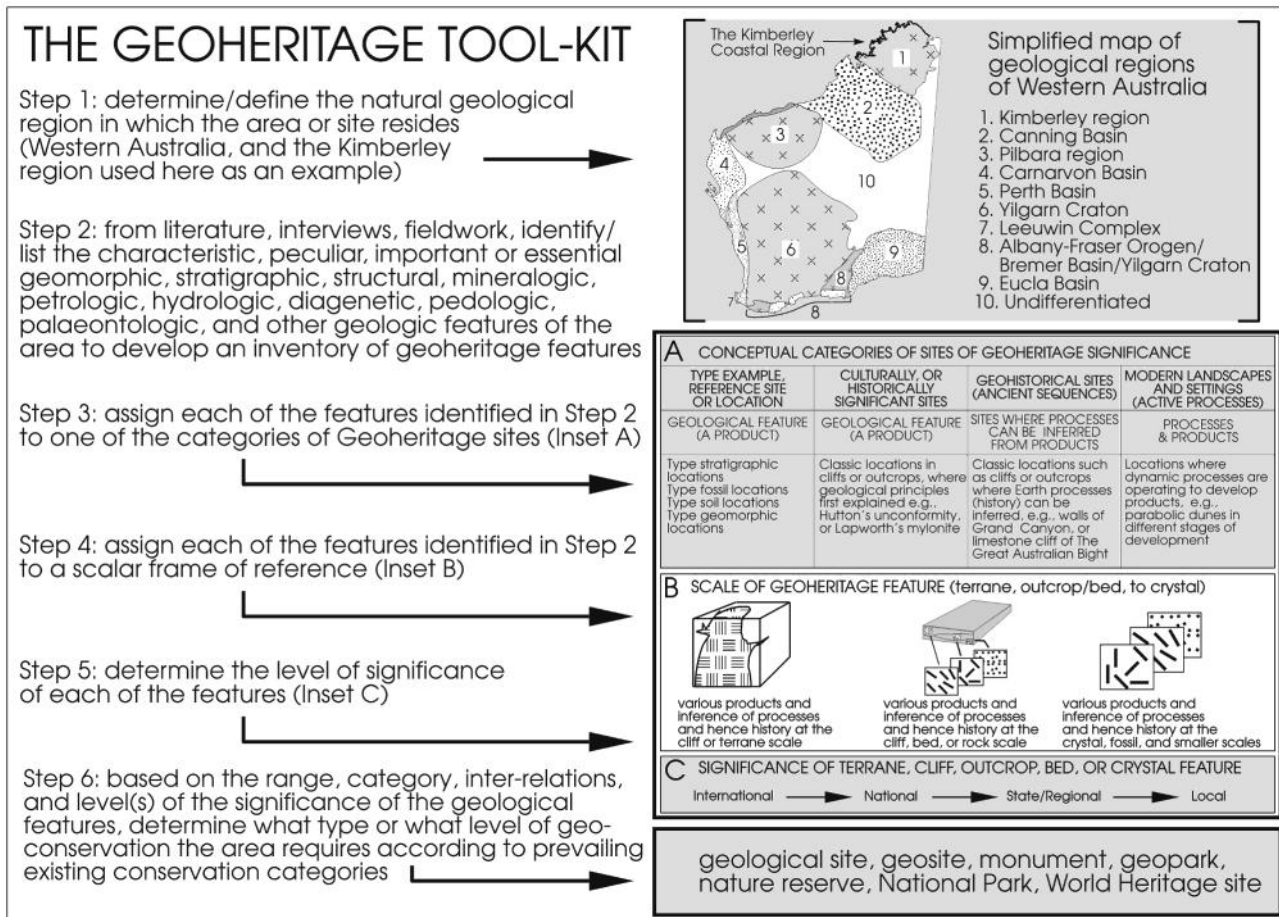 THE GEOHERITAGE TOOL-KIT
Step 1: determine/define the natural geological
region in which the area or site resides
(Western Australia, and the Kimberley
region used here as an example)
Step 2: from literature, interviews, fieldwork, identify/
list the characteristic, peculiar, important or essential
geomorphic, stratigraphic, structural, mineralogic,
petrologic, hydrologic, diagenetic, pedologic,
palaeontologic, and other geologic features of the
area to develop an inventory of geoheritage features
Step 3: assign each of the features identified in Step 2
to one of the categories of Geoheritage sites (Inset A)
Step 4: assign each of the features identified in Step 2
to a scalar frame of reference (Inset B)
Step 5: determine the level of significance
of each of the features (Inset C)
Step 6: based on the range, category, inter-relations,
and level(s) of the significance of the geological
features, determine what type or what level of geo-
conservation the area requires according to prevailing
existing conservation categories
The Kimberley
Coastal Region
1
2
3
4
10
5
6
9
8
7
8
Simplified map of
geological regions
of Western Australia
1. Kimberley region
2. Canning Basin
3. Pilbara region
4. Carnarvon Basin
5. Perth Basin
6. Yilgarn Craton
7. Leeuwin Complex
8. Albany-Fraser Orogen/
Bremer Basin/Yilgarn Craton
9. Eucla Basin
10. Undifferentiated
A CONCEPTUAL CATEGORIES OF SITES OF GEOHERITAGE SIGNIFICANCE
TYPE EXAMPLE,
REFERENCE SITE
OR LOCATION
GEOLOGICAL FEATURE
(A PRODUCT)
Type stratigraphic
locations
Type fossil locations
Type soil locations
Type geomorphic
locations
CULTURALLY, OR
HISTORICALLY
SIGNIFICANT SITES
GEOLOGICAL FEATURE
(A PRODUCT)
Classic locations in
cliffs or outcrops, where
geological principles
first explained e.g.,
Hutton's unconformity,
or Lapworth's mylonite
GEOHISTORICAL SITES
(ANCIENT SEQUENCES)
SITES WHERE PROCESSES
CAN BE INFERRED
FROM PRODUCTS
Classic locations such
as cliffs or outcrops
where Earth processes
(history) can be
inferred, e.g., walls of
Grand Canyon, or
limestone cliff of The
Great Australian Bight
MODERN LANDSCAPES
AND SETTINGS
(ACTIVE PROCESSES)
PROCESSES
& PRODUCTS
Locations where
dynamic processes are
operating to develop
products, e.g.,
parabolic dunes in
different stages of
development
B SCALE OF GEOHERITAGE FEATURE (terrane, outcrop/bed, to crystal)
various products and
inference of processes
and hence history at the
cliff or terrane scale
various products and
inference of processes
and hence history at the
cliff, bed, or rock scale
various products and
inference of processes
and hence history at the
crystal, fossil, and smaller scales
C SIGNIFICANCE OF TERRANE, CLIFF, OUTCROP, BED, OR CRYSTAL FEATURE
International National State/Regional Local
geological site, geosite, monument, geopark,
nature reserve, National Park, World Heritage site